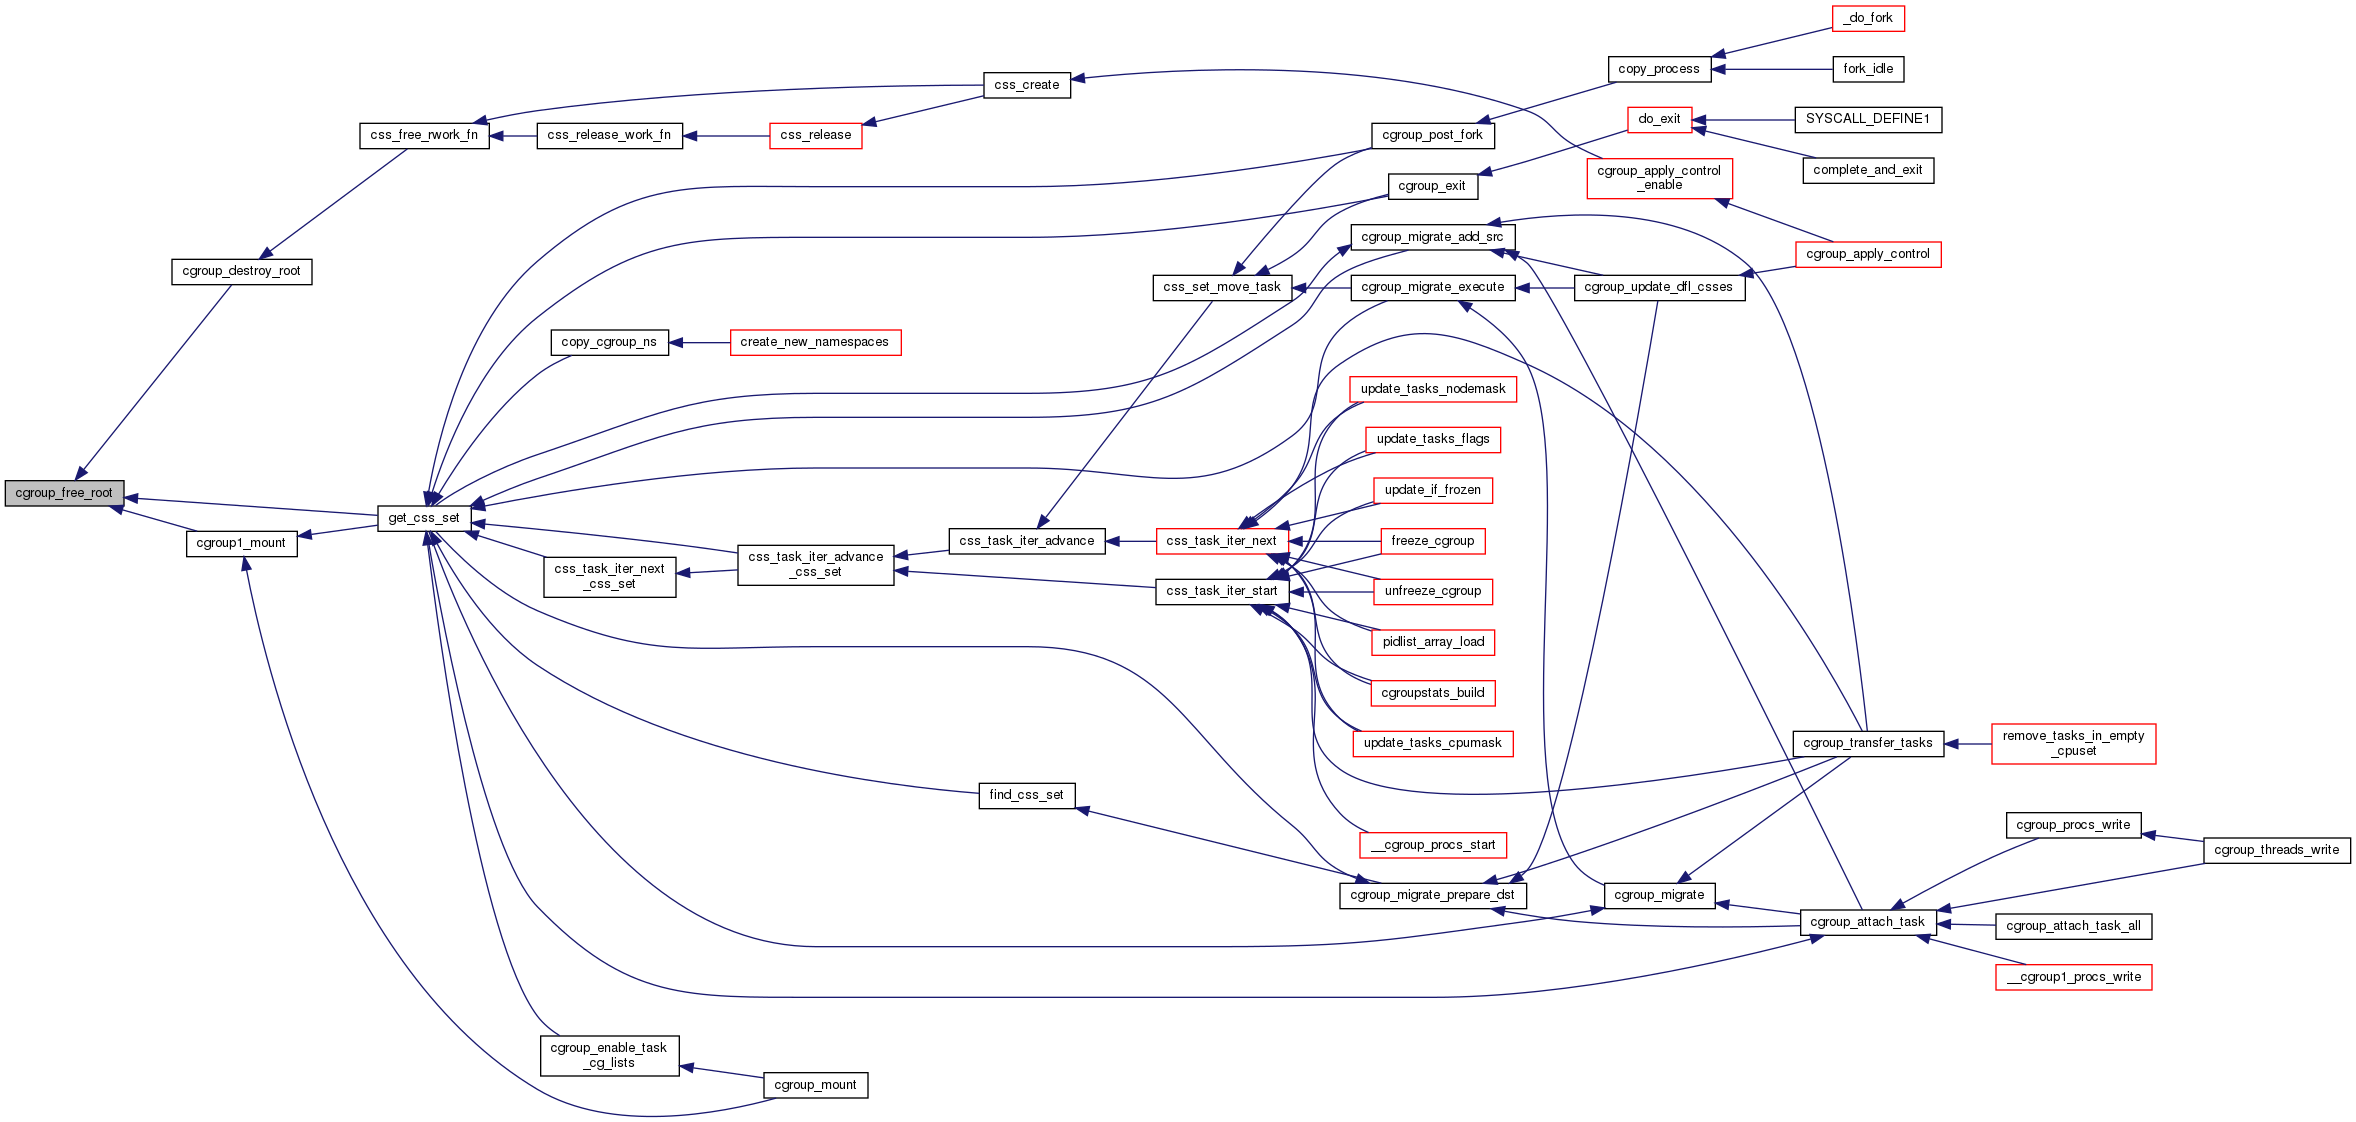 _do_fork
copy_process
fork_idle
css_create
SYSCALL_DEFINE1
do_exit
css_free_rwork_fn
css_release_work_fn
css_release
cgroup_post_fork
complete_and_exit
cgroup_apply_control
_enable
cgroup_exit
cgroup_migrate_add_src
cgroup_apply_control
cgroup_destroy_root
css_set_move_task
cgroup_migrate_execute
cgroup_update_dfl_csses
copy_cgroup_ns
create_new_namespaces
update_tasks_nodemask
update_tasks_flags
update_if_frozen
cgroup_free_root
get_css_set
cgroup1_mount
css_task_iter_advance
css_task_iter_next
freeze_cgroup
css_task_iter_next
_css_set
css_task_iter_advance
_css_set
css_task_iter_start
unfreeze_cgroup
pidlist_array_load
cgroupstats_build
update_tasks_cpumask
cgroup_transfer_tasks
remove_tasks_in_empty
_cpuset
find_css_set
cgroup_procs_write
__cgroup_procs_start
cgroup_threads_write
cgroup_migrate_prepare_dst
cgroup_migrate
cgroup_attach_task
cgroup_attach_task_all
__cgroup1_procs_write
cgroup_enable_task
_cg_lists
cgroup_mount